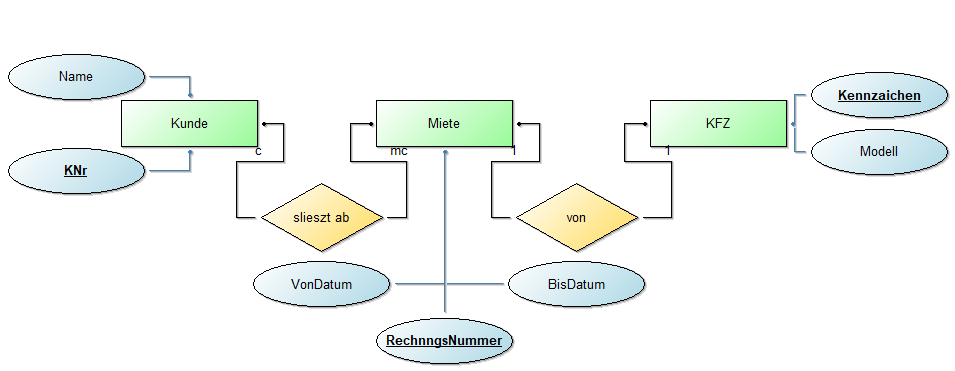 Name
Kunde
Miete
KFZ
Kennzaichen
c
mc
1
1
Modell
KNr
slieszt ab
von
VonDatum
BisDatum
RechnngsNummer